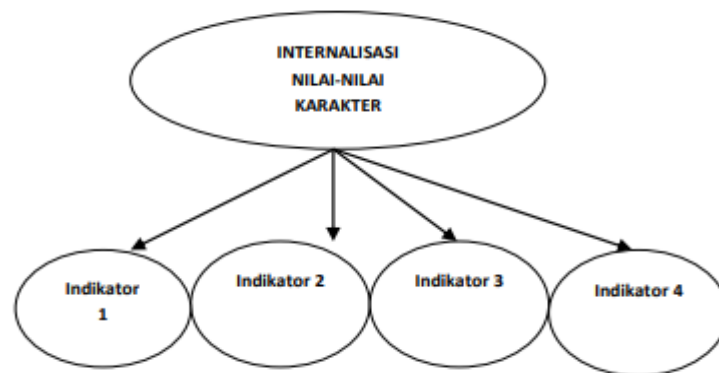 INTERNALISASI
NILAI-NILAI
KARAKTER
Indikator
1
Indikator 2
Indikator 3
Indikator 4